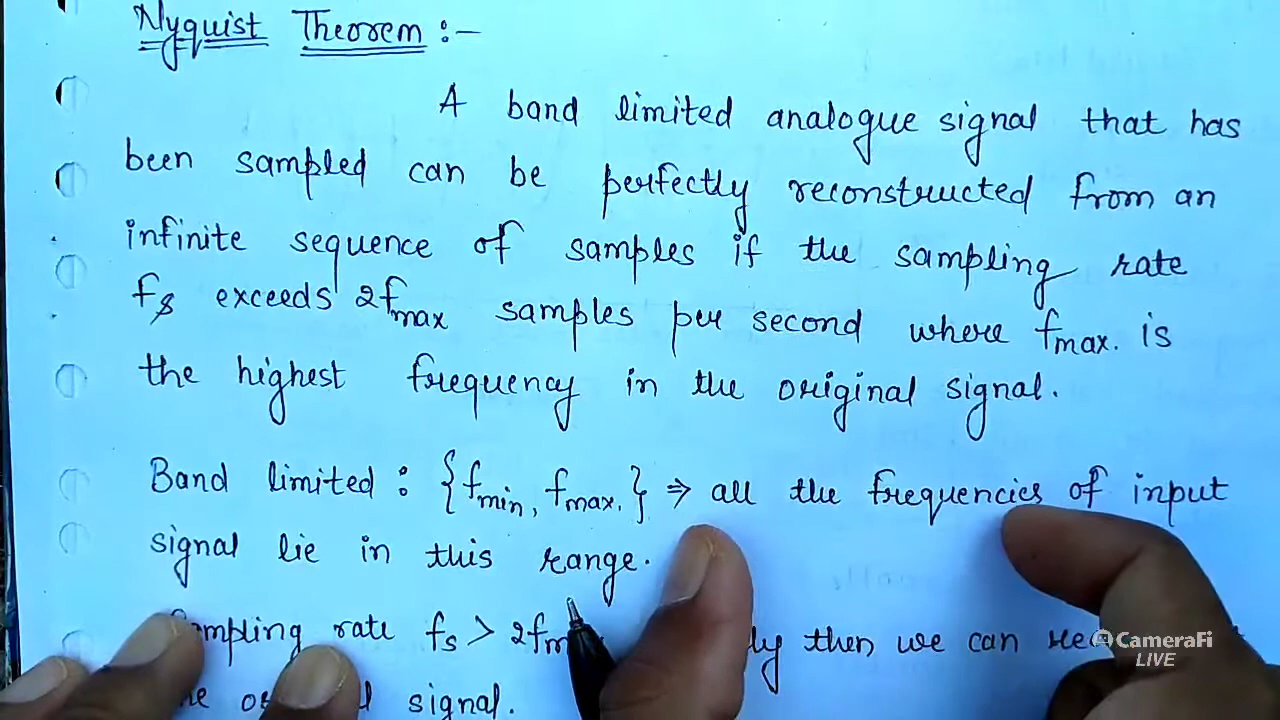 Nyquist Theorem :-
A band limited analogue signal that has
been sampled can be perfectly reconstructed from an
infinite sequence of samples if the sampling rate
fs exceeds 2fmax samples per second where fmax. is
the highest frequency in the original signal.
Band limited : {fmin, fmax.} ⇒ all the frequencies of input
signal lie in this range.
rate fs > 2f then we can
signal.
CameraFi
LIVE